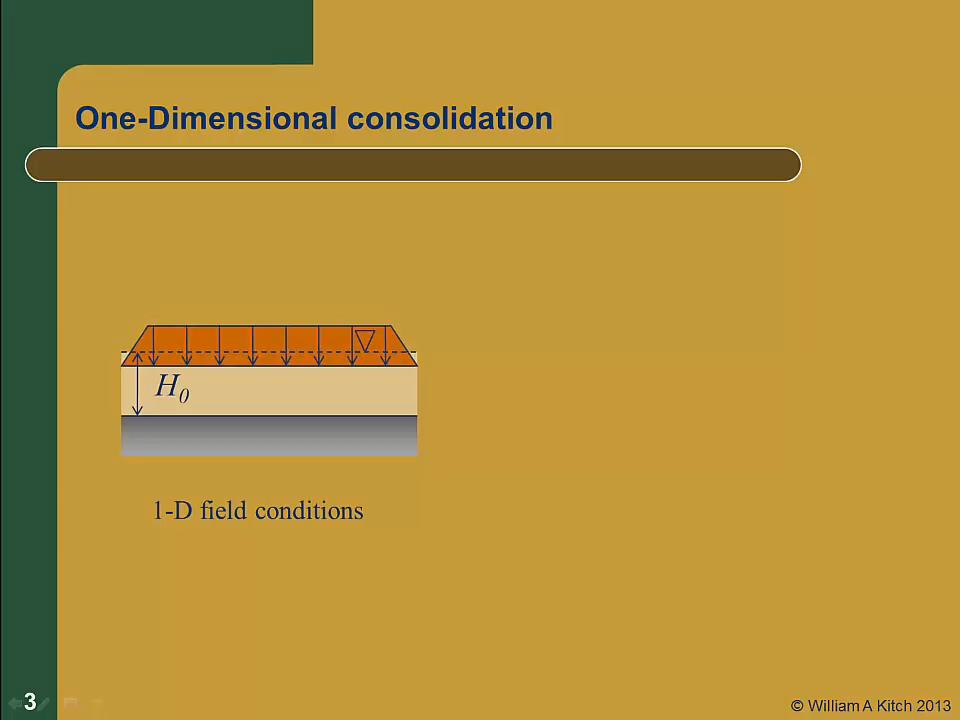 One-Dimensional consolidation
H0
1-D field conditions
3
© William A Kitch 2013